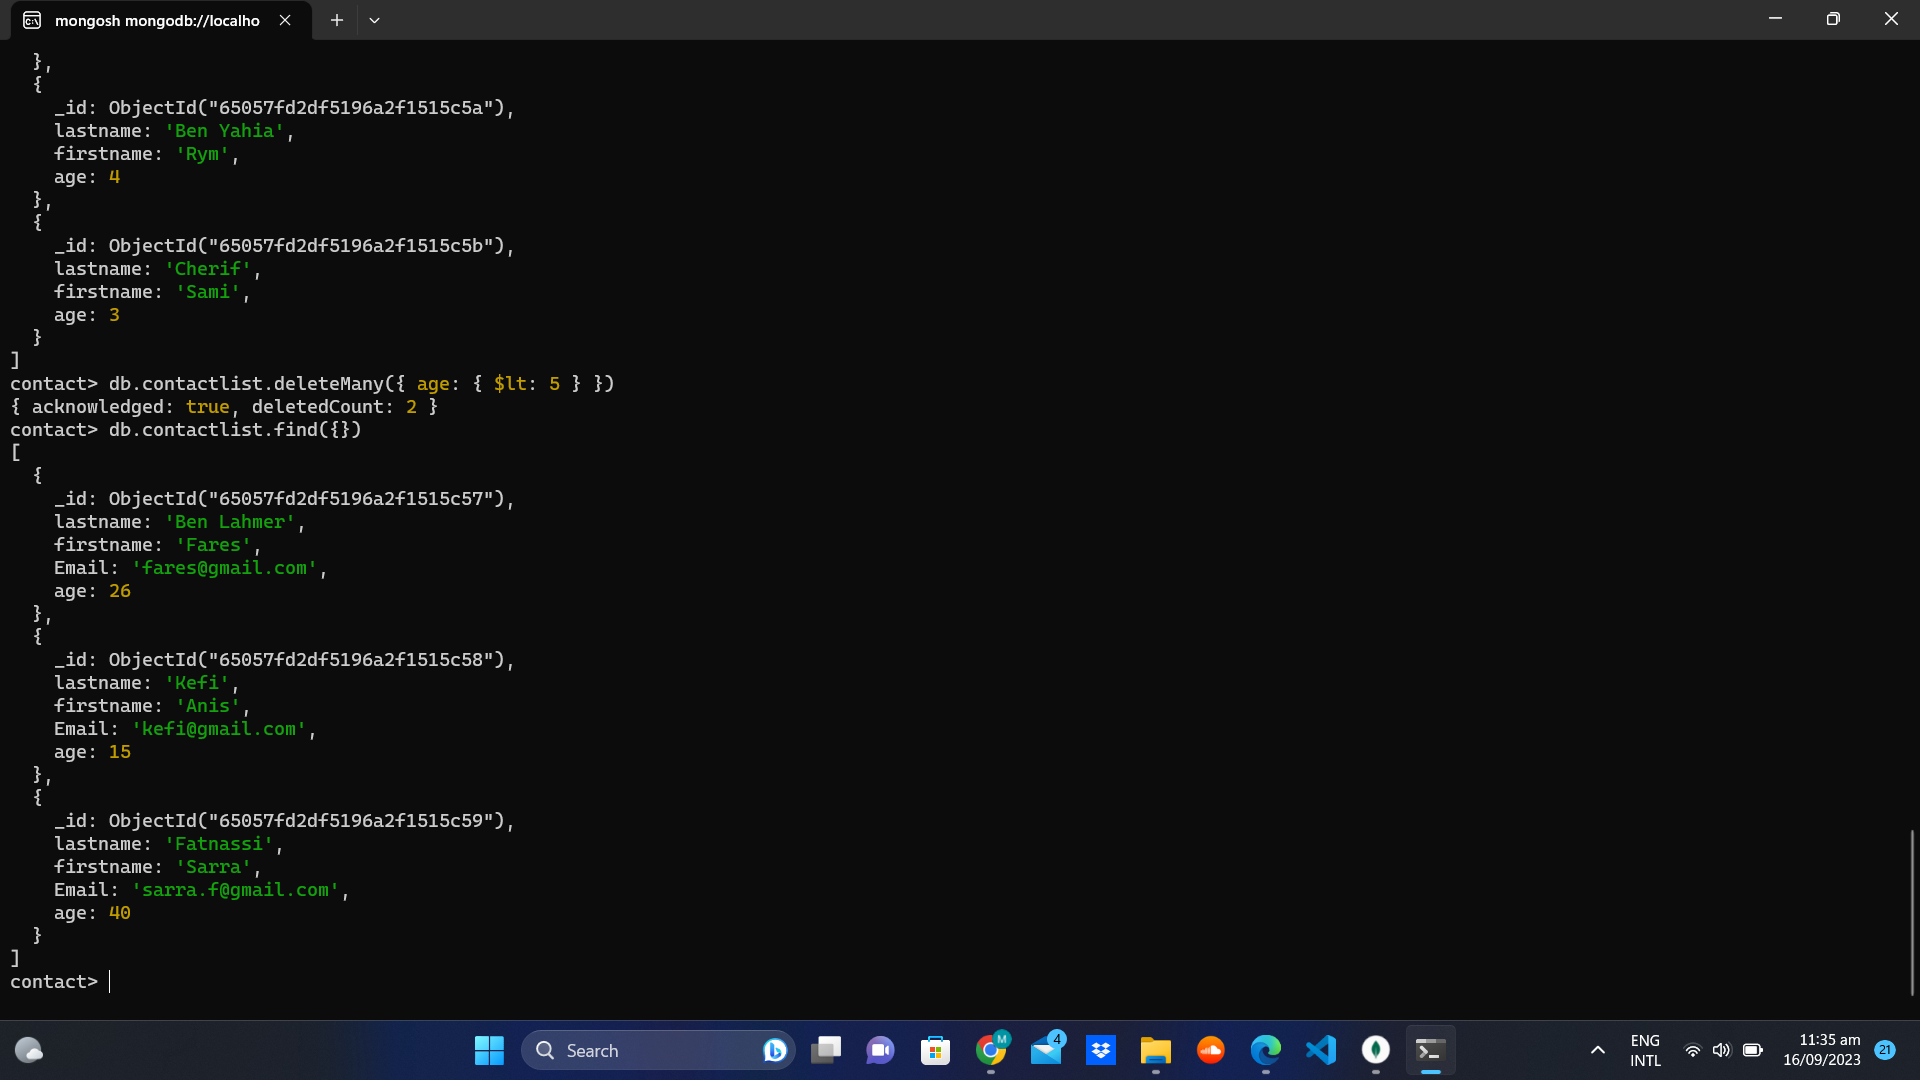 mongosh mongodb://localho
  },
  {
    _id: ObjectId("65057fd2df5196a2f1515c5a"),
    lastname: 'Ben Yahia',
    firstname: 'Rym',
    age: 4
  },
  {
    _id: ObjectId("65057fd2df5196a2f1515c5b"),
    lastname: 'Cherif',
    firstname: 'Sami',
    age: 3
  }
]
contact> db.contactlist.deleteMany({ age: { $lt: 5 } })
{ acknowledged: true, deletedCount: 2 }
contact> db.contactlist.find({})
[
  {
    _id: ObjectId("65057fd2df5196a2f1515c57"),
    lastname: 'Ben Lahmer',
    firstname: 'Fares',
    Email: 'fares@gmail.com',
    age: 26
  },
  {
    _id: ObjectId("65057fd2df5196a2f1515c58"),
    lastname: 'Kefi',
    firstname: 'Anis',
    Email: 'kefi@gmail.com',
    age: 15
  },
  {
    _id: ObjectId("65057fd2df5196a2f1515c59"),
    lastname: 'Fatnassi',
    firstname: 'Sarra',
    Email: 'sarra.f@gmail.com',
    age: 40
  }
]
contact>
Search
M
4
ENG
INTL
11:35 am
16/09/2023
21